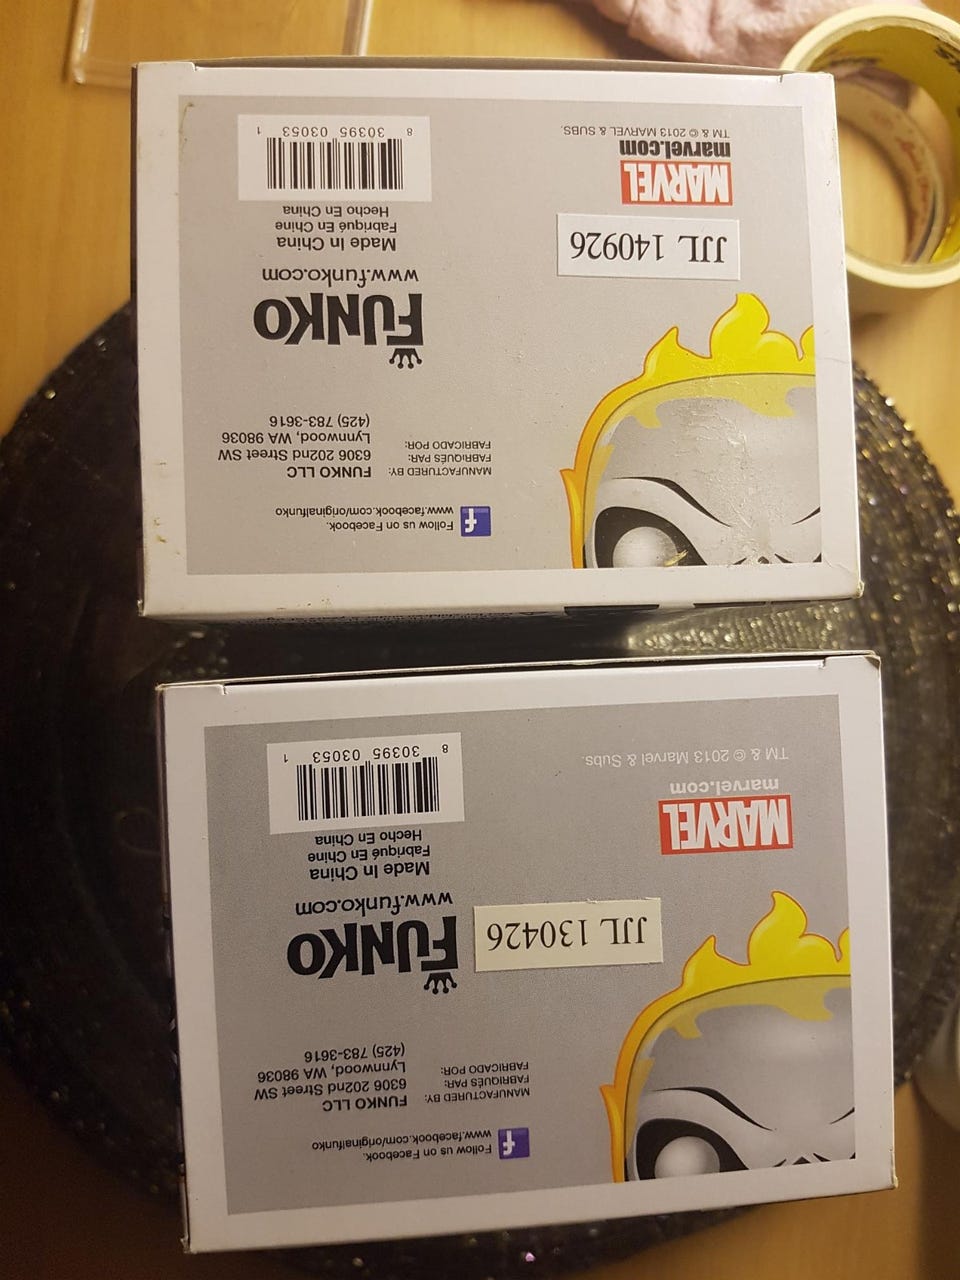 Follow us on Facebook.
www.facebook.com/originalfunko
MANUFACTURED BY:
FABRIQUÉS PAR:
FABRICADO POR:
FUNKO LLC
6306 202nd Street SW
Lynnwood, WA 98036
(425) 783-3616
FUNKO
www.funko.com
Made In China
Fabriqué En Chine
Hecho En China
8 30395 03053 1
JJL 140926
MARVEL
marvel.com
TM & © 2013 MARVEL & SUBS.
Follow us on Facebook.
www.facebook.com/originalfunko
MANUFACTURED BY:
FABRIQUÉS PAR:
FABRICADO POR:
FUNKO LLC
6306 202nd Street SW
Lynnwood, WA 98036
(425) 783-3616
FUNKO
www.funko.com
Made In China
Fabriqué En Chine
Hecho En China
8 30395 03053 1
JJL 130426
MARVEL
marvel.com
TM & © 2013 Marvel & Subs.